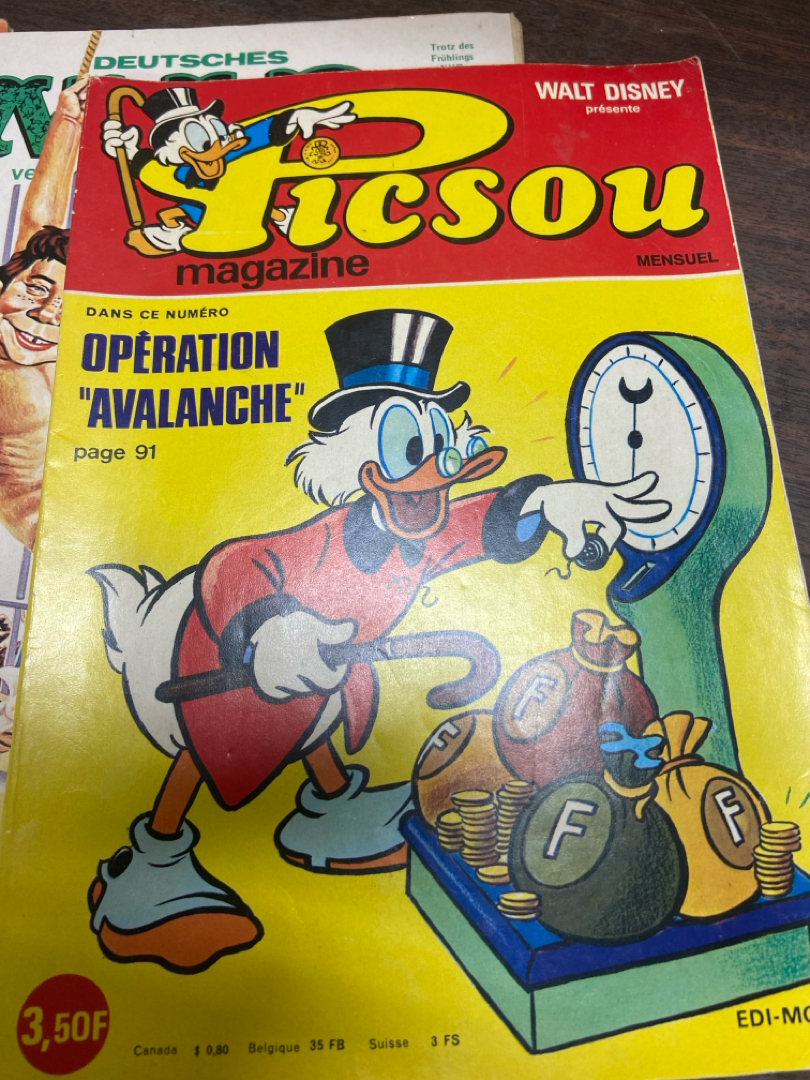 DEUTSCHES
Trotz des
Frühlings
WALT DISNEY
présente
Picsou
magazine
MENSUEL
DANS CE NUMÉRO
OPÉRATION
"AVALANCHE"
page 91
F
F
F
F
3,50F
Canada $ 0,80 Belgique 35 FB Suisse 3 FS
EDI-MO